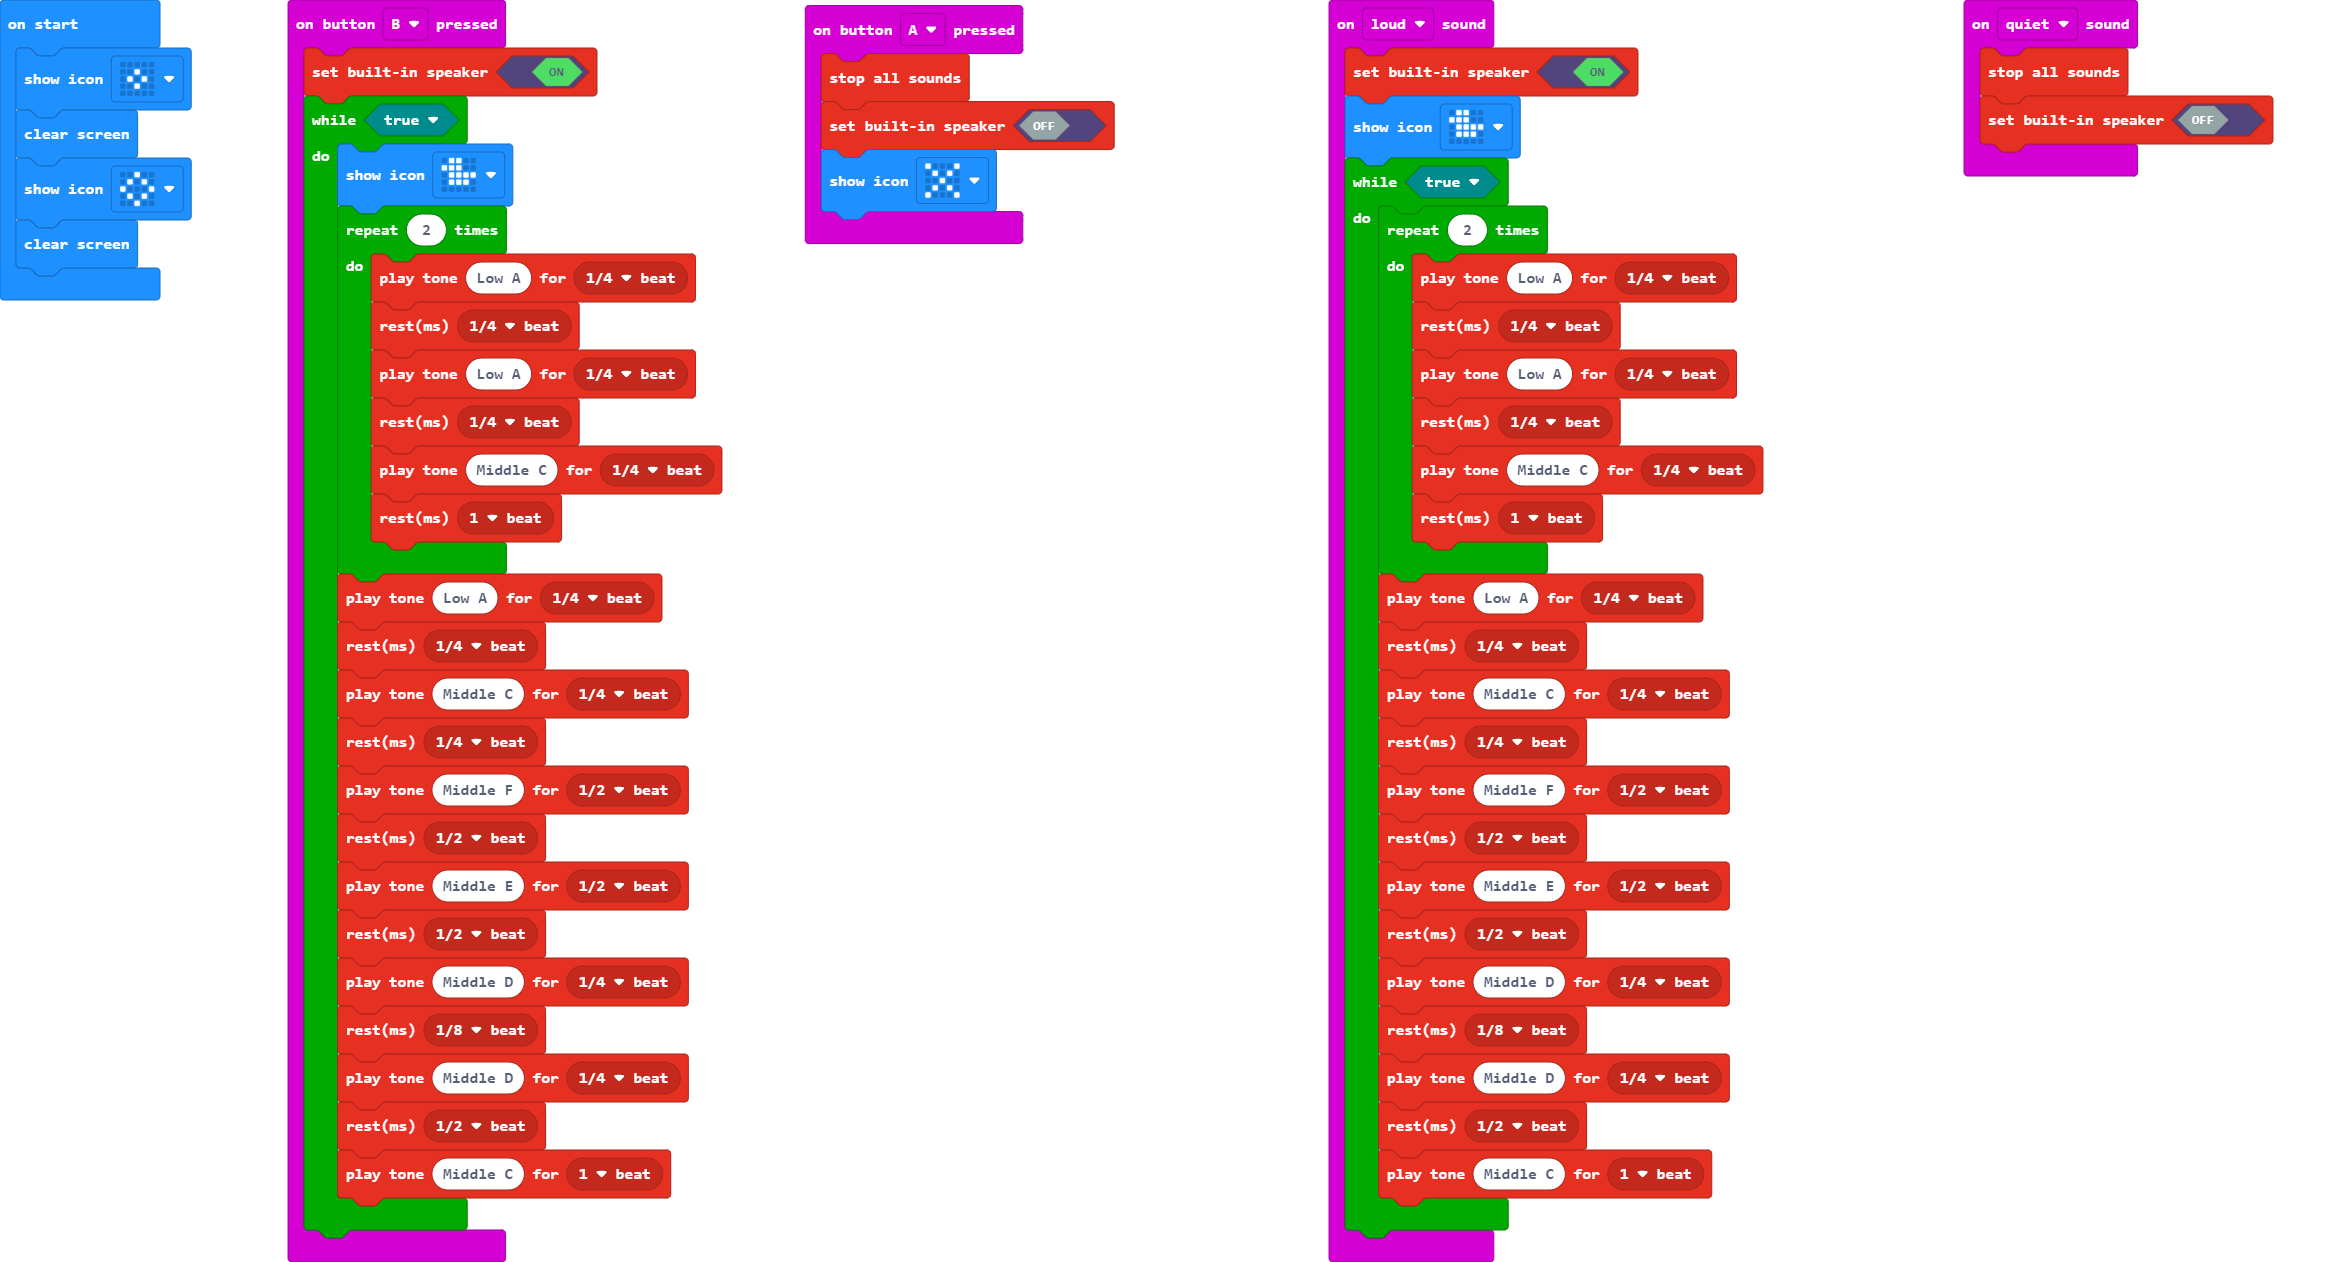 on start
show icon
clear screen
show icon
clear screen
on button B pressed
set built-in speaker ON
while true
do
show icon
repeat 2 times
do
play tone Low A for 1/4 beat
rest(ms) 1/4 beat
play tone Low A for 1/4 beat
rest(ms) 1/4 beat
play tone Middle C for 1/4 beat
rest(ms) 1 beat
play tone Low A for 1/4 beat
rest(ms) 1/4 beat
play tone Middle C for 1/4 beat
rest(ms) 1/4 beat
play tone Middle F for 1/2 beat
rest(ms) 1/2 beat
play tone Middle E for 1/2 beat
rest(ms) 1/2 beat
play tone Middle D for 1/4 beat
rest(ms) 1/8 beat
play tone Middle D for 1/4 beat
rest(ms) 1/2 beat
play tone Middle C for 1 beat
on button A pressed
stop all sounds
set built-in speaker OFF
show icon
on loud sound
set built-in speaker ON
show icon
while true
do
repeat 2 times
do
play tone Low A for 1/4 beat
rest(ms) 1/4 beat
play tone Low A for 1/4 beat
rest(ms) 1/4 beat
play tone Middle C for 1/4 beat
rest(ms) 1 beat
play tone Low A for 1/4 beat
rest(ms) 1/4 beat
play tone Middle C for 1/4 beat
rest(ms) 1/4 beat
play tone Middle F for 1/2 beat
rest(ms) 1/2 beat
play tone Middle E for 1/2 beat
rest(ms) 1/2 beat
play tone Middle D for 1/4 beat
rest(ms) 1/8 beat
play tone Middle D for 1/4 beat
rest(ms) 1/2 beat
play tone Middle C for 1 beat
on quiet sound
stop all sounds
set built-in speaker OFF